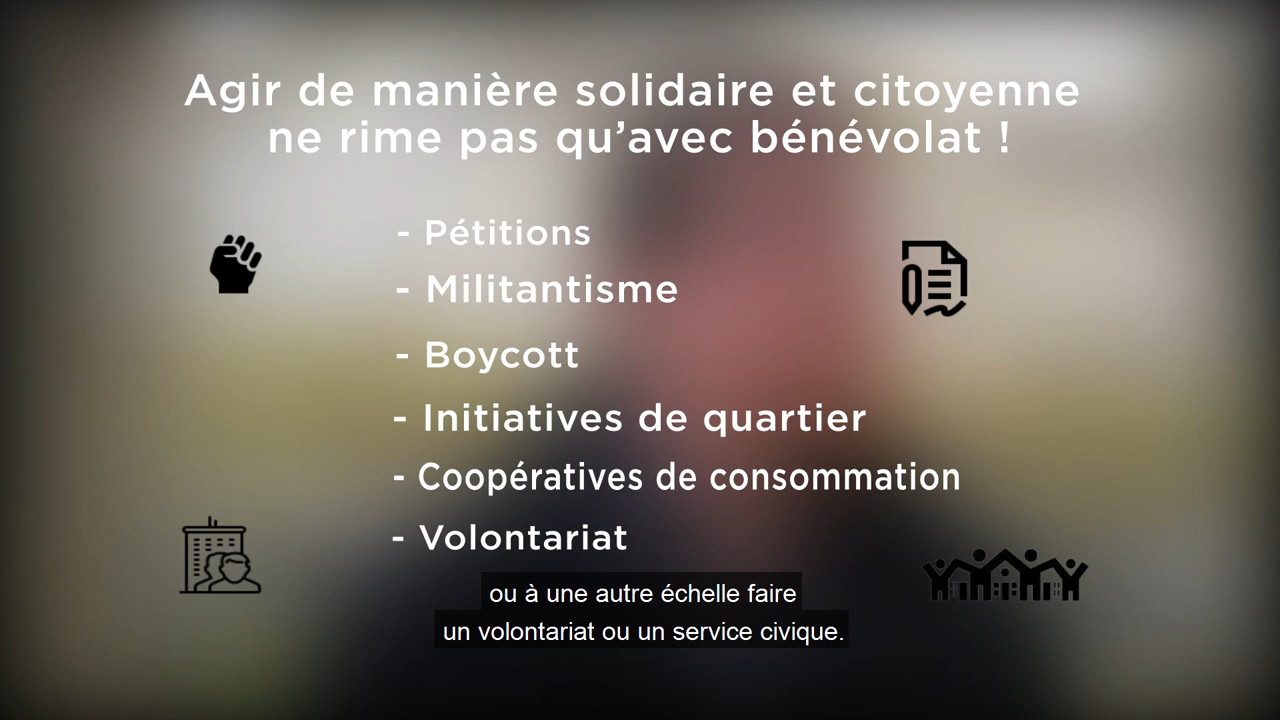 Agir de manière solidaire et citoyenne
ne rime pas qu’avec bénévolat !
- Pétitions
- Militantisme
- Boycott
- Initiatives de quartier
- Coopératives de consommation
- Volontariat
ou à une autre échelle faire
un volontariat ou un service civique.